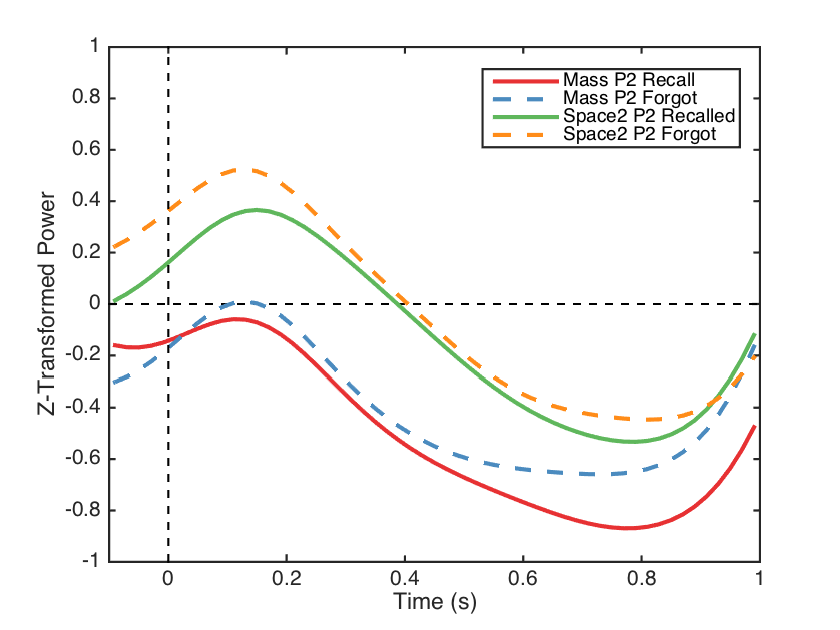 1
0.8
0.6
0.4
0.2
0
-0.2
-0.4
-0.6
-0.8
-1
Z-Transformed Power
Mass P2 Recall
Mass P2 Forgot
Space2 P2 Recalled
Space2 P2 Forgot
0 0.2 0.4 0.6 0.8 1
Time (s)